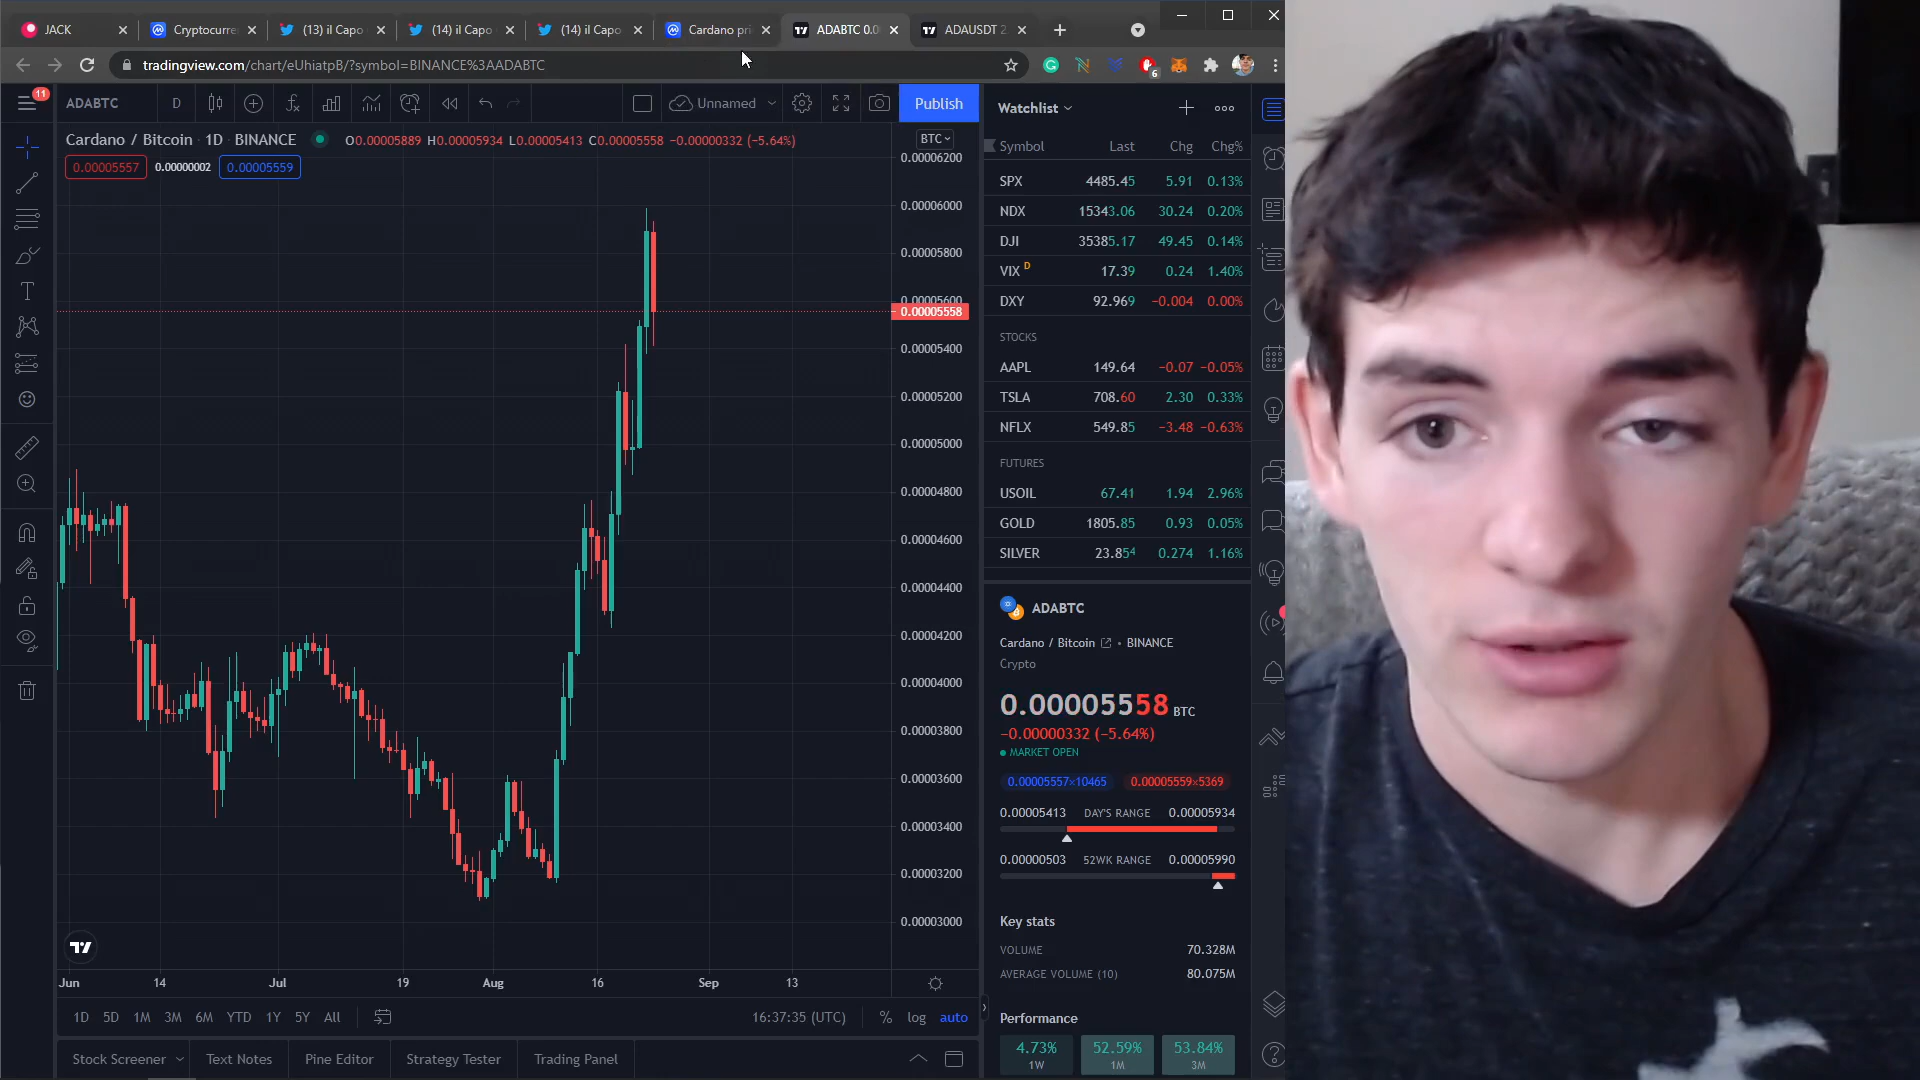 JACK
Cryptocurre
(13) il Capo
(14) il Capo
(14) il Capo
Cardano pri
ADABTC 0.0
ADAUSDT 2
tradingview.com/chart/eUhiatpB/?symbol=BINANCE%3AADABTC
6
11
ADABTC
D
Unnamed
Publish
Cardano / Bitcoin · 1D · BINANCE
O0.00005889 H0.00005934 L0.00005413 C0.00005558 −0.00000332 (−5.64%)
0.00005557
0.00000002
0.00005559
BTC
0.00006200
0.00006000
0.00005800
0.00005600
0.00005558
0.00005400
0.00005200
0.00005000
0.00004800
0.00004600
0.00004400
0.00004200
0.00004000
0.00003800
0.00003600
0.00003400
0.00003200
0.00003000
Jun
14
Jul
19
Aug
16
Sep
13
1D
5D
1M
3M
6M
YTD
1Y
5Y
All
16:37:35 (UTC)
%
log
auto
Stock Screener
Text Notes
Pine Editor
Strategy Tester
Trading Panel
Watchlist
Symbol Last Chg Chg%
SPX 4485.45 5.91 0.13%
NDX 15343.06 30.24 0.20%
DJI 35385.17 49.45 0.14%
VIX D 17.39 0.24 1.40%
DXY 92.969 −0.004 0.00%
STOCKS
AAPL 149.64 −0.07 −0.05%
TSLA 708.60 2.30 0.33%
NFLX 549.85 −3.48 −0.63%
FUTURES
USOIL 67.41 1.94 2.96%
GOLD 1805.85 0.93 0.05%
SILVER 23.854 0.274 1.16%
ADABTC
Cardano / Bitcoin • BINANCE
Crypto
0.00005558 BTC
−0.00000332 (−5.64%)
MARKET OPEN
0.00005557×10465 0.00005559×5369
0.00005413 DAY'S RANGE 0.00005934
0.00000503 52WK RANGE 0.00005990
Key stats
VOLUME 70.328M
AVERAGE VOLUME (10) 80.075M
Performance
4.73% 52.59% 53.84%
1W 1M 3M